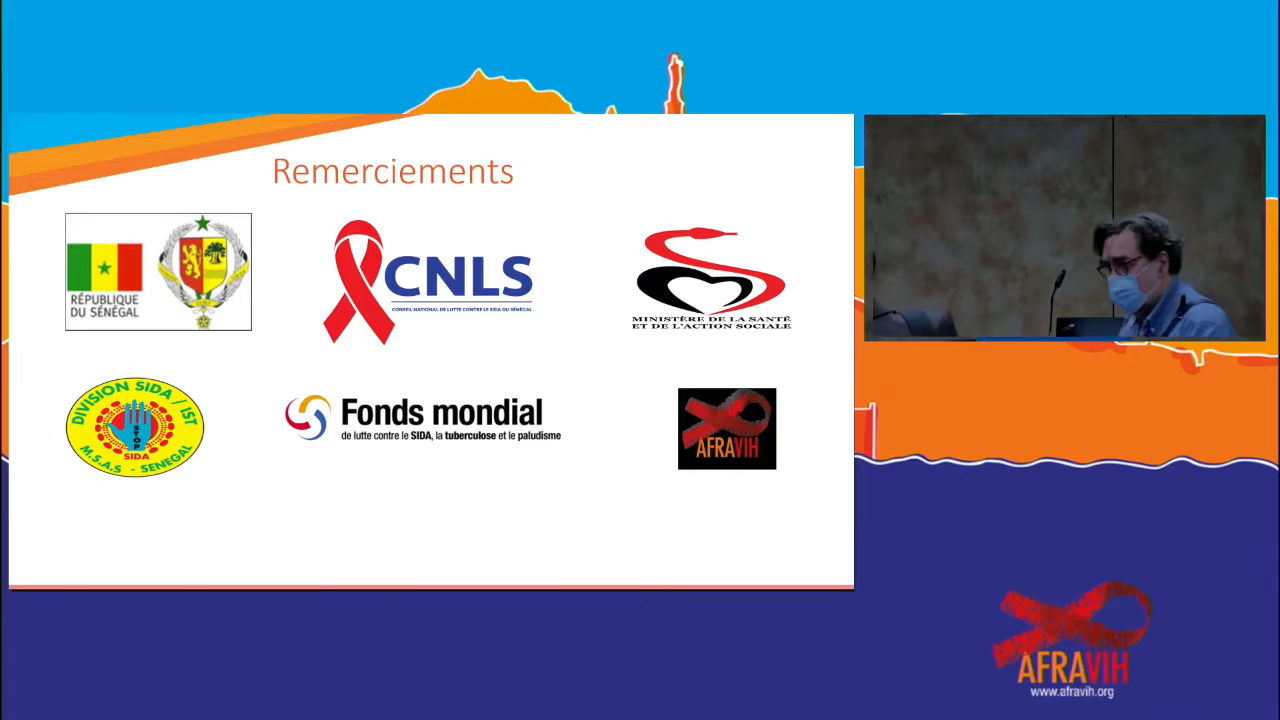 Remerciements
RÉPUBLIQUE
DU SÉNÉGAL
CNLS
CONSEIL NATIONAL DE LUTTE CONTRE LE SIDA DU SÉNÉGAL
MINISTÈRE DE LA SANTÉ
ET DE L'ACTION SOCIALE
DIVISION SIDA / IST
STOP
SIDA
M.S.A.S - SENEGAL
Fonds mondial
de lutte contre le SIDA, la tuberculose et le paludisme
AFRAVIH
AFRAVIH
www.afravih.org